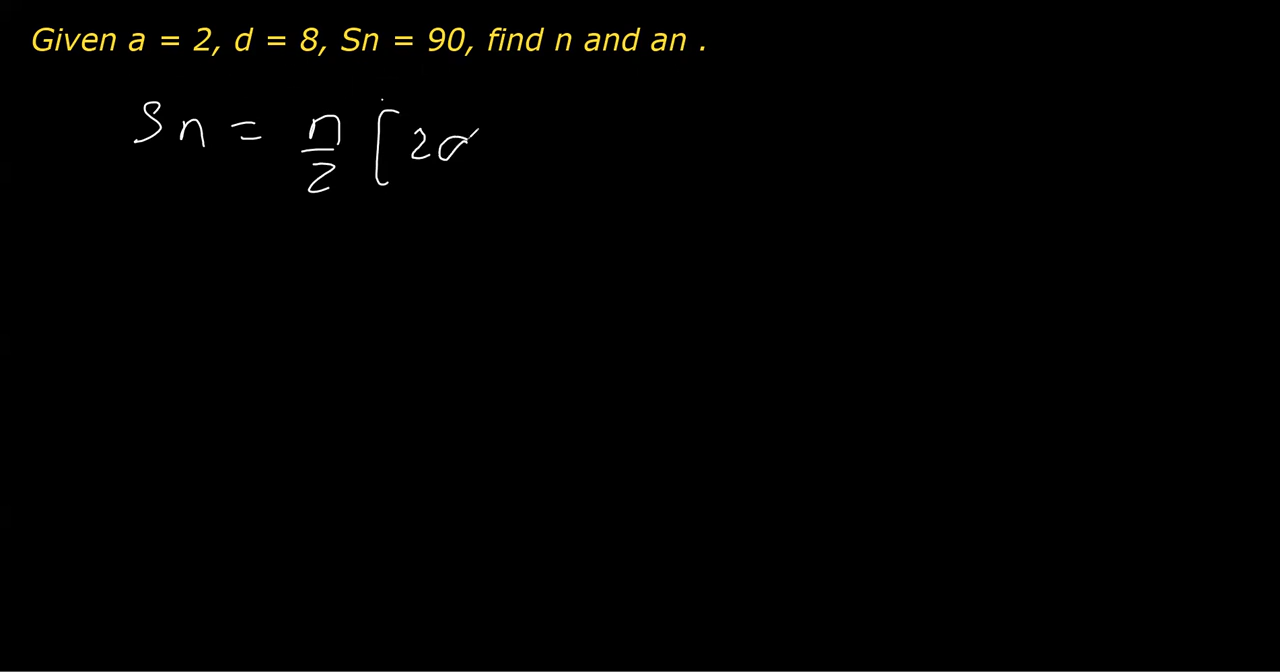 Given a = 2, d = 8, Sn = 90, find n and an .
Sn = n/2 [2a